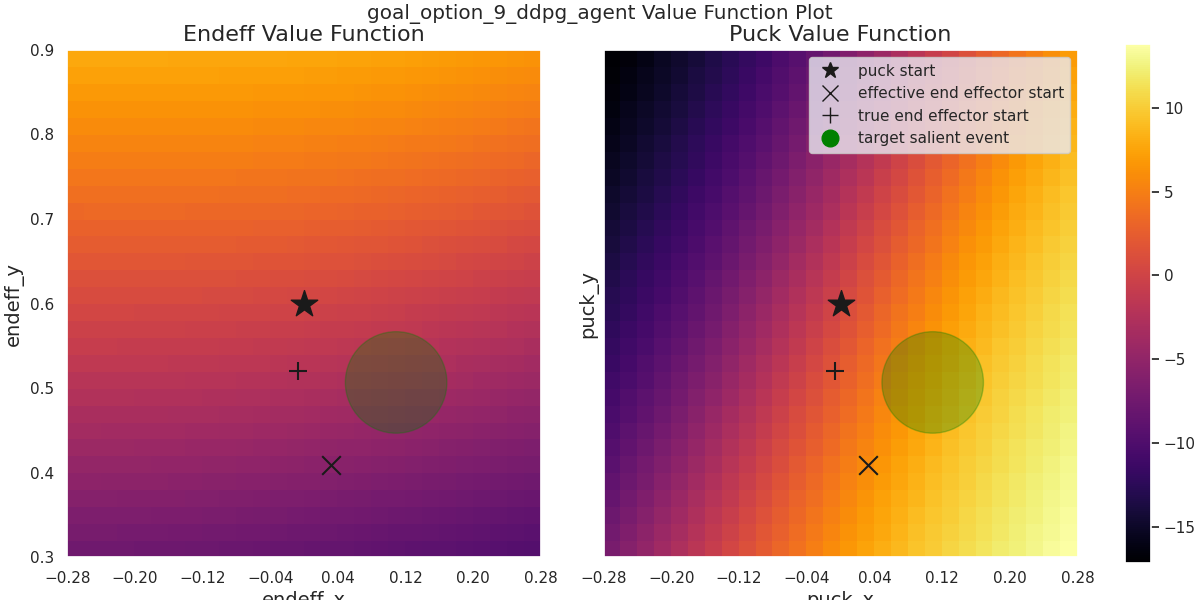 goal_option_9_ddpg_agent Value Function Plot
Endeff Value Function
Puck Value Function
endeff_y
0.9
0.8
0.7
0.6
0.5
0.4
0.3
−0.28 −0.20 −0.12 −0.04 0.04 0.12 0.20 0.28
endeff_x
puck_y
puck start
effective end effector start
true end effector start
target salient event
−0.28 −0.20 −0.12 −0.04 0.04 0.12 0.20 0.28
puck_x
10
5
0
−5
−10
−15